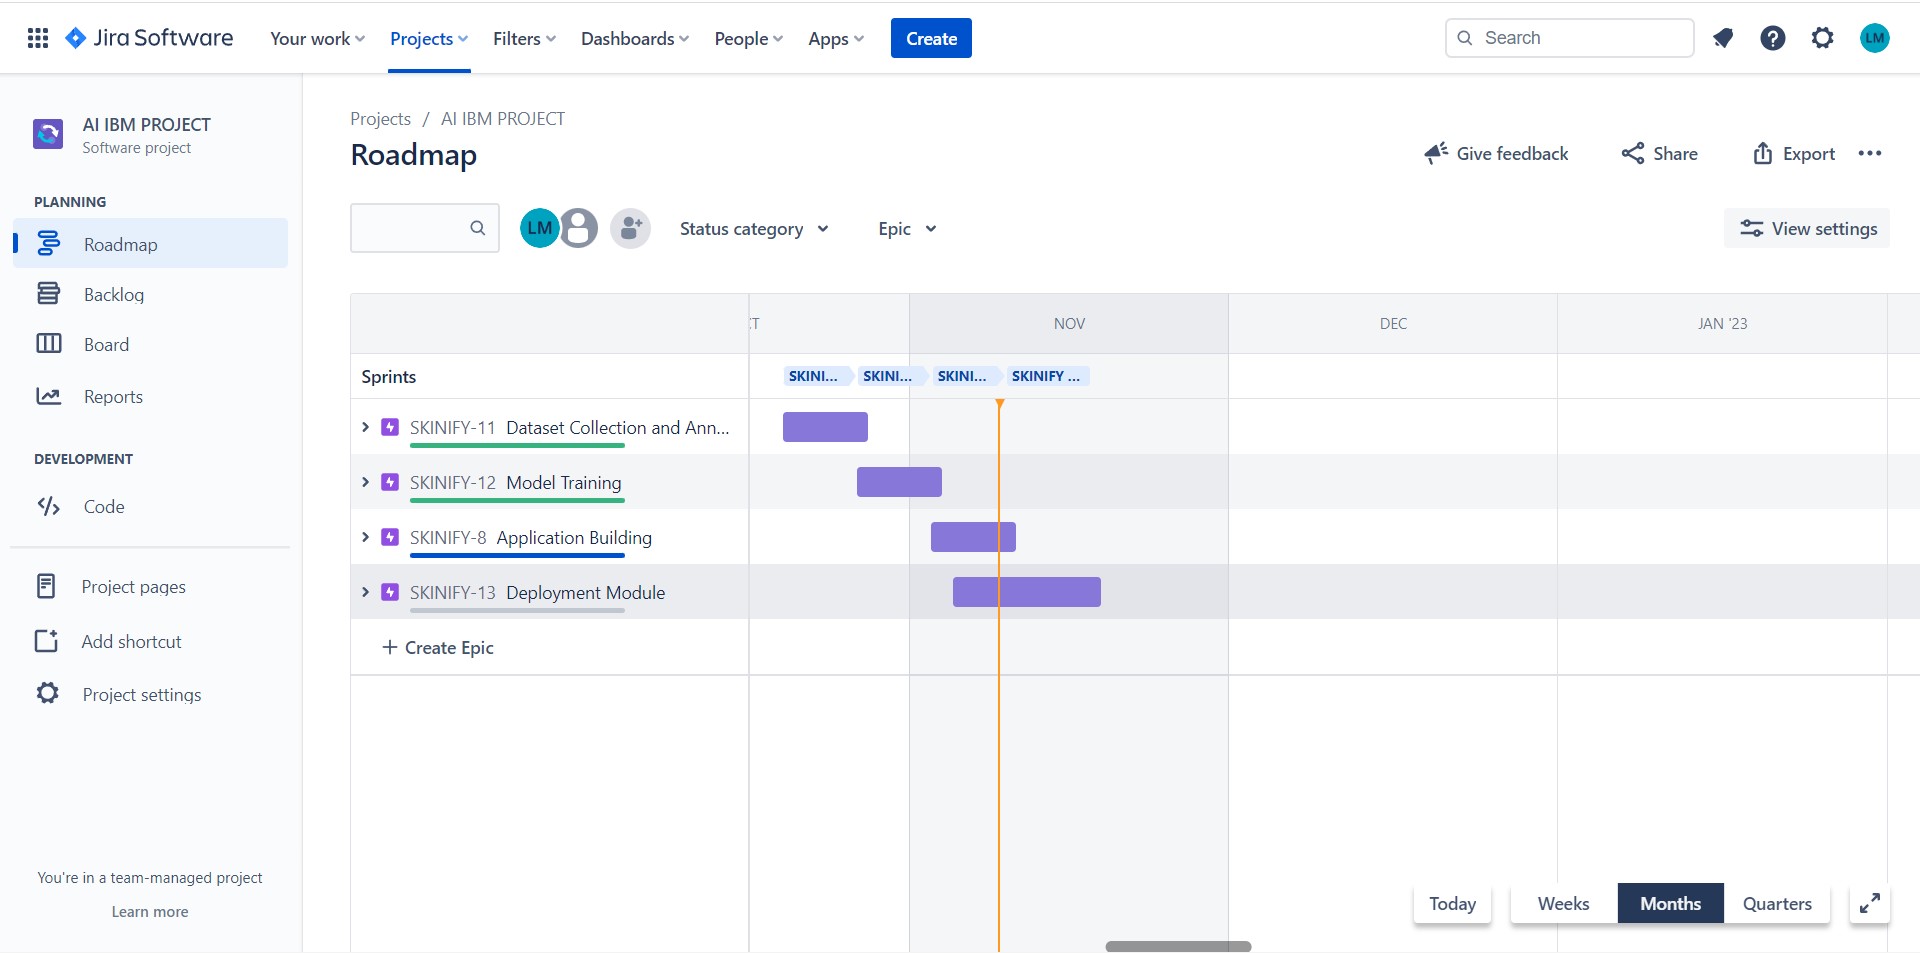 Jira Software Your work Projects Filters Dashboards People Apps Create Search LM
AI IBM PROJECT
Software project
PLANNING
Roadmap
Backlog
Board
Reports
DEVELOPMENT
Code
Project pages
Add shortcut
Project settings
You're in a team-managed project
Learn more
Projects / AI IBM PROJECT
Roadmap
Give feedback Share Export
LM Status category Epic View settings
NOV DEC JAN '23
Sprints SKINI... SKINI... SKINI... SKINIFY ...
SKINIFY-11 Dataset Collection and Ann...
SKINIFY-12 Model Training
SKINIFY-8 Application Building
SKINIFY-13 Deployment Module
+ Create Epic
Today Weeks Months Quarters